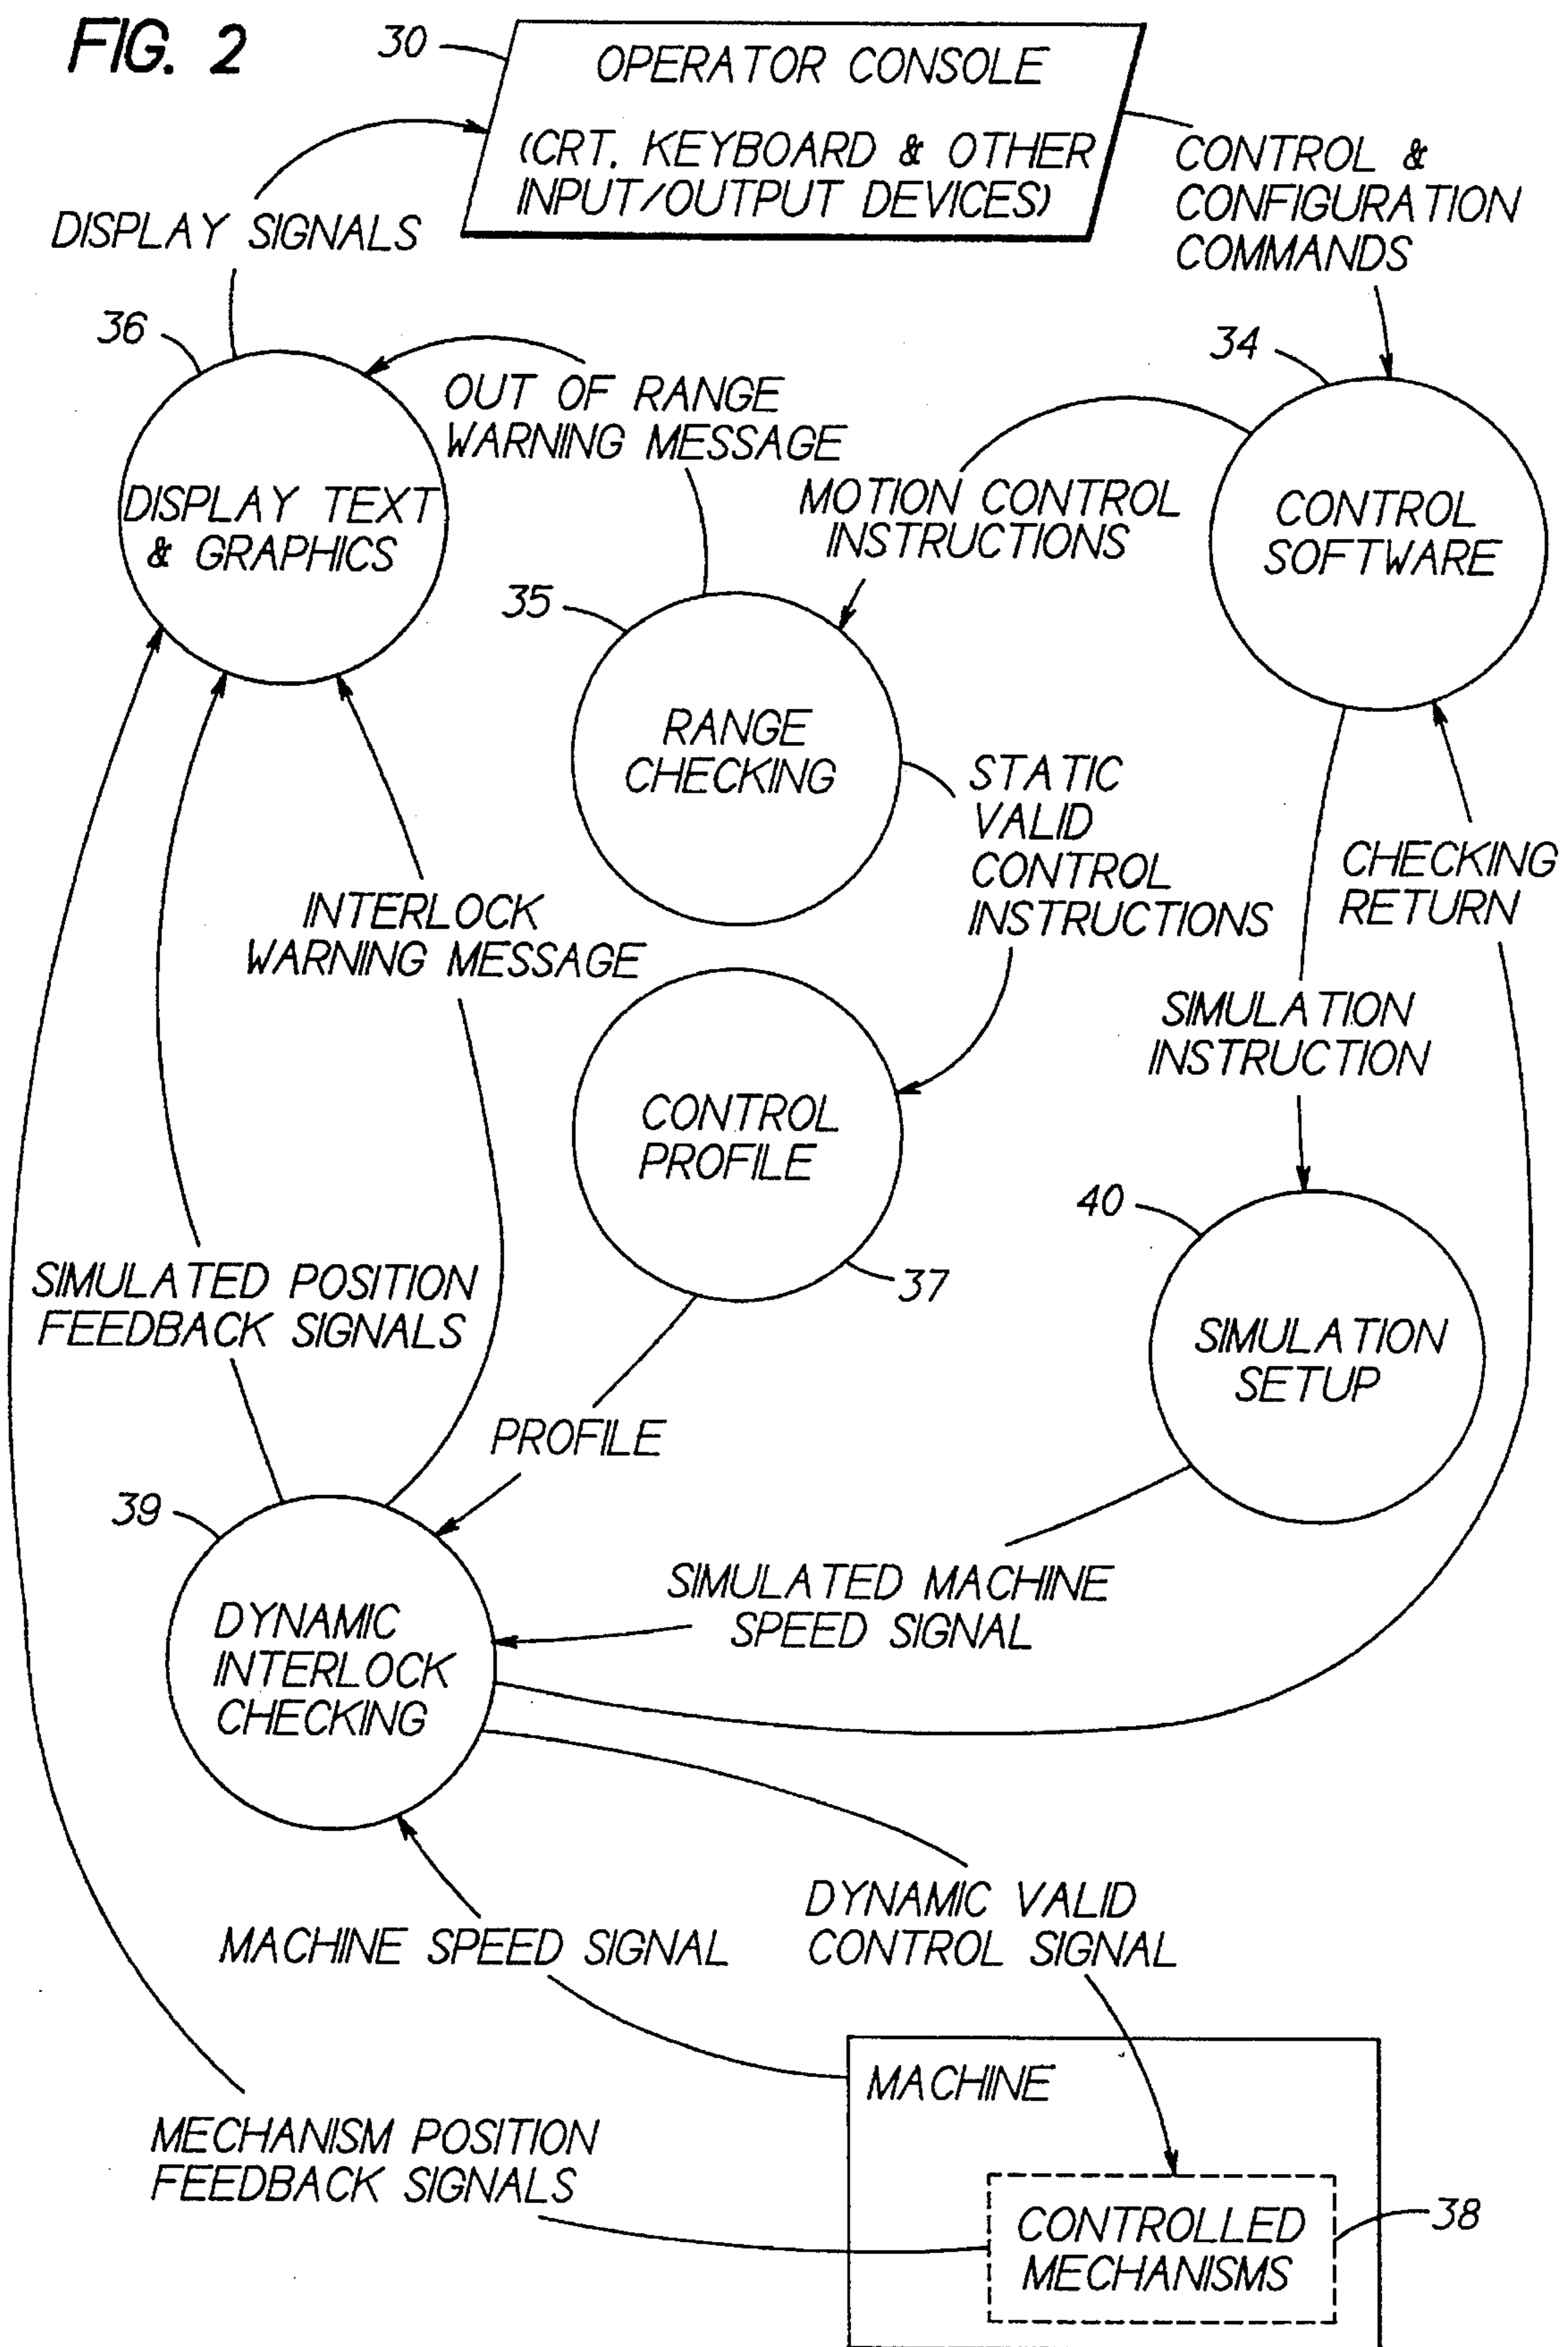 FIG. 2
30
OPERATOR CONSOLE
(CRT. KEYBOARD & OTHER
INPUT/OUTPUT DEVICES)
CONTROL &
CONFIGURATION
COMMANDS
DISPLAY SIGNALS
36
34
OUT OF RANGE
WARNING MESSAGE
DISPLAY TEXT
& GRAPHICS
MOTION CONTROL
INSTRUCTIONS
CONTROL
SOFTWARE
35
RANGE
CHECKING
STATIC
VALID
CONTROL
INSTRUCTIONS
CHECKING
RETURN
INTERLOCK
WARNING MESSAGE
SIMULATION
INSTRUCTION
CONTROL
PROFILE
40
37
SIMULATED POSITION
FEEDBACK SIGNALS
SIMULATION
SETUP
PROFILE
39
SIMULATED MACHINE
SPEED SIGNAL
DYNAMIC
INTERLOCK
CHECKING
DYNAMIC VALID
CONTROL SIGNAL
MACHINE SPEED SIGNAL
MACHINE
MECHANISM POSITION
FEEDBACK SIGNALS
CONTROLLED
MECHANISMS
38